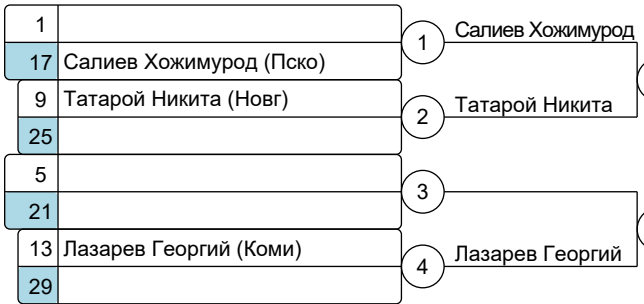 1
17 Салиев Хожимурод (Пско)
1 Салиев Хожимурод
9 Татарой Никита (Новг)
25
2 Татарой Никита
5
21
3
13 Лазарев Георгий (Коми)
29
4 Лазарев Георгий